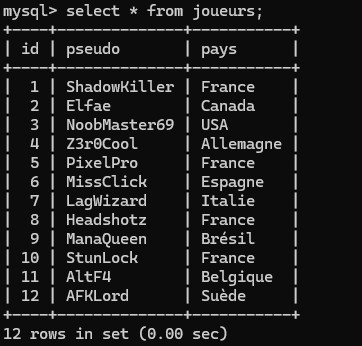 mysql> select * from joueurs;
+----+--------------+-----------+
| id | pseudo       | pays      |
+----+--------------+-----------+
|  1 | ShadowKiller | France    |
|  2 | Elfae        | Canada    |
|  3 | NoobMaster69 | USA       |
|  4 | Z3r0Cool     | Allemagne |
|  5 | PixelPro     | France    |
|  6 | MissClick    | Espagne   |
|  7 | LagWizard    | Italie    |
|  8 | Headshotz    | France    |
|  9 | ManaQueen    | Brésil    |
| 10 | StunLock     | France    |
| 11 | AltF4        | Belgique  |
| 12 | AFKLord      | Suède     |
+----+--------------+-----------+
12 rows in set (0.00 sec)